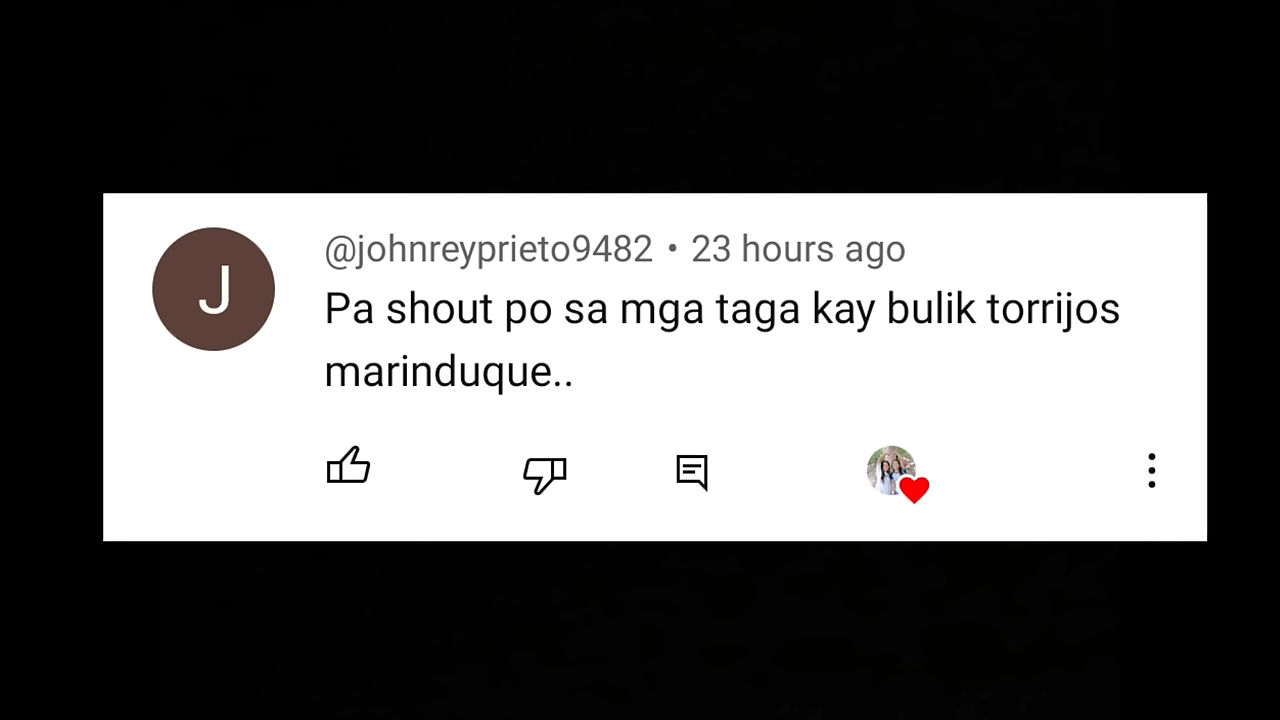 J
@johnreyprieto9482 • 23 hours ago
Pa shout po sa mga taga kay bulik torrijos
marinduque..